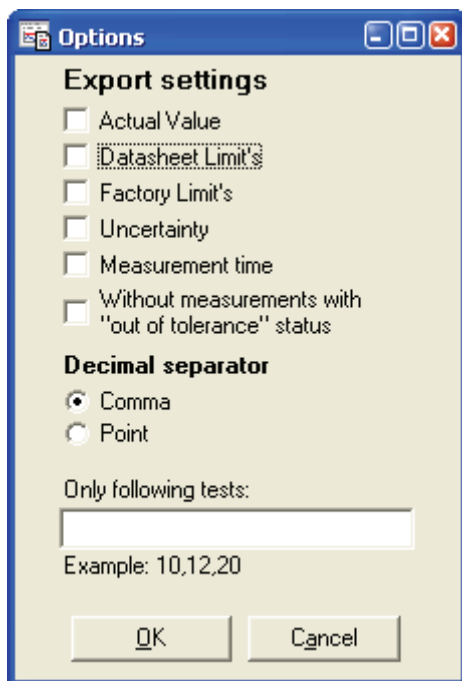 Options
Export settings
Actual Value
Datasheet Limit's
Factory Limit's
Uncertainty
Measurement time
Without measurements with
"out of tolerance" status
Decimal separator
Comma
Point
Only following tests:
Example: 10,12,20
OK
Cancel